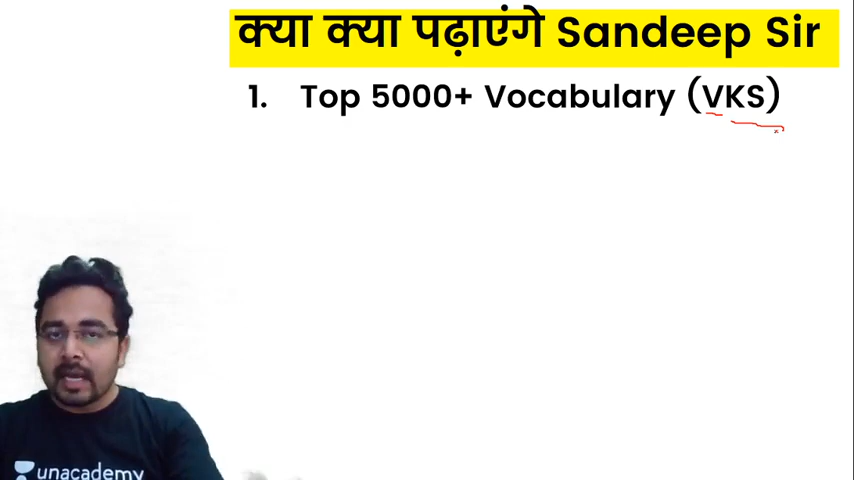 क्या क्या पढ़ाएंगे Sandeep Sir
1. Top 5000+ Vocabulary (VKS)
unacademy